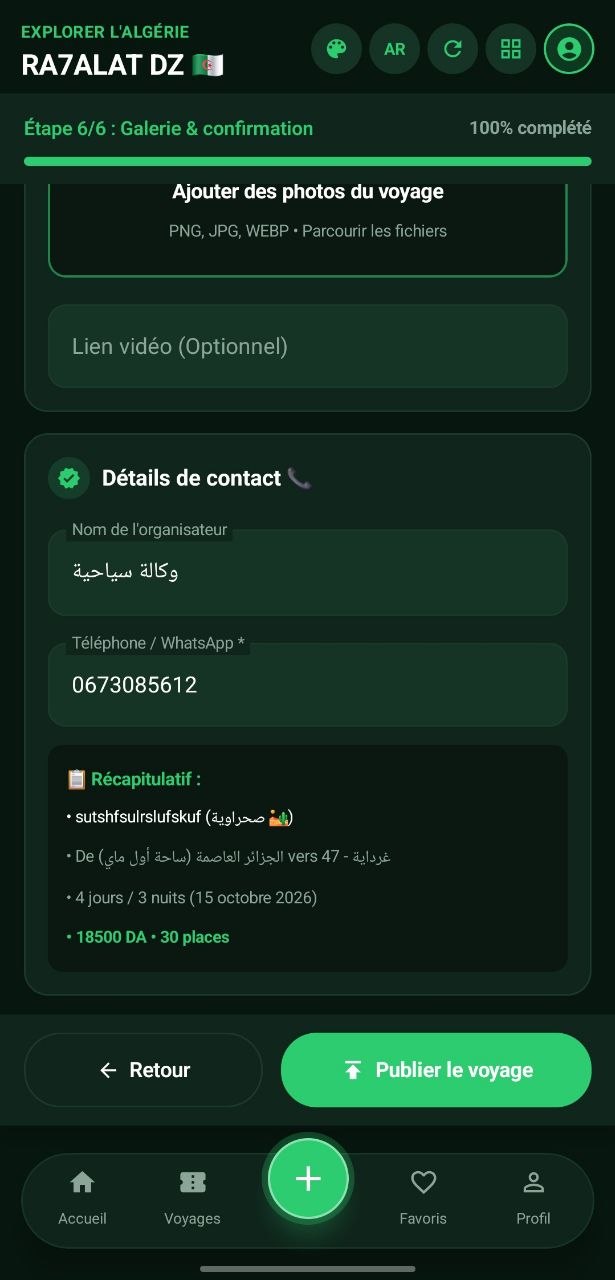 EXPLORER L'ALGÉRIE
RA7ALAT DZ 🇩🇿
AR
Étape 6/6 : Galerie & confirmation
100% complété
Ajouter des photos du voyage
PNG, JPG, WEBP • Parcourir les fichiers
Lien vidéo (Optionnel)
Détails de contact 📞
Nom de l'organisateur
وكالة سياحية
Téléphone / WhatsApp *
0673085612
📋 Récapitulatif :
• sutshfsulrslufskuf (صحراوية 🏜️)
• De الجزائر العاصمة (ساحة أول ماي) vers 47 - غرداية
• 4 jours / 3 nuits (15 octobre 2026)
• 18500 DA • 30 places
Retour
Publier le voyage
Accueil
Voyages
Favoris
Profil